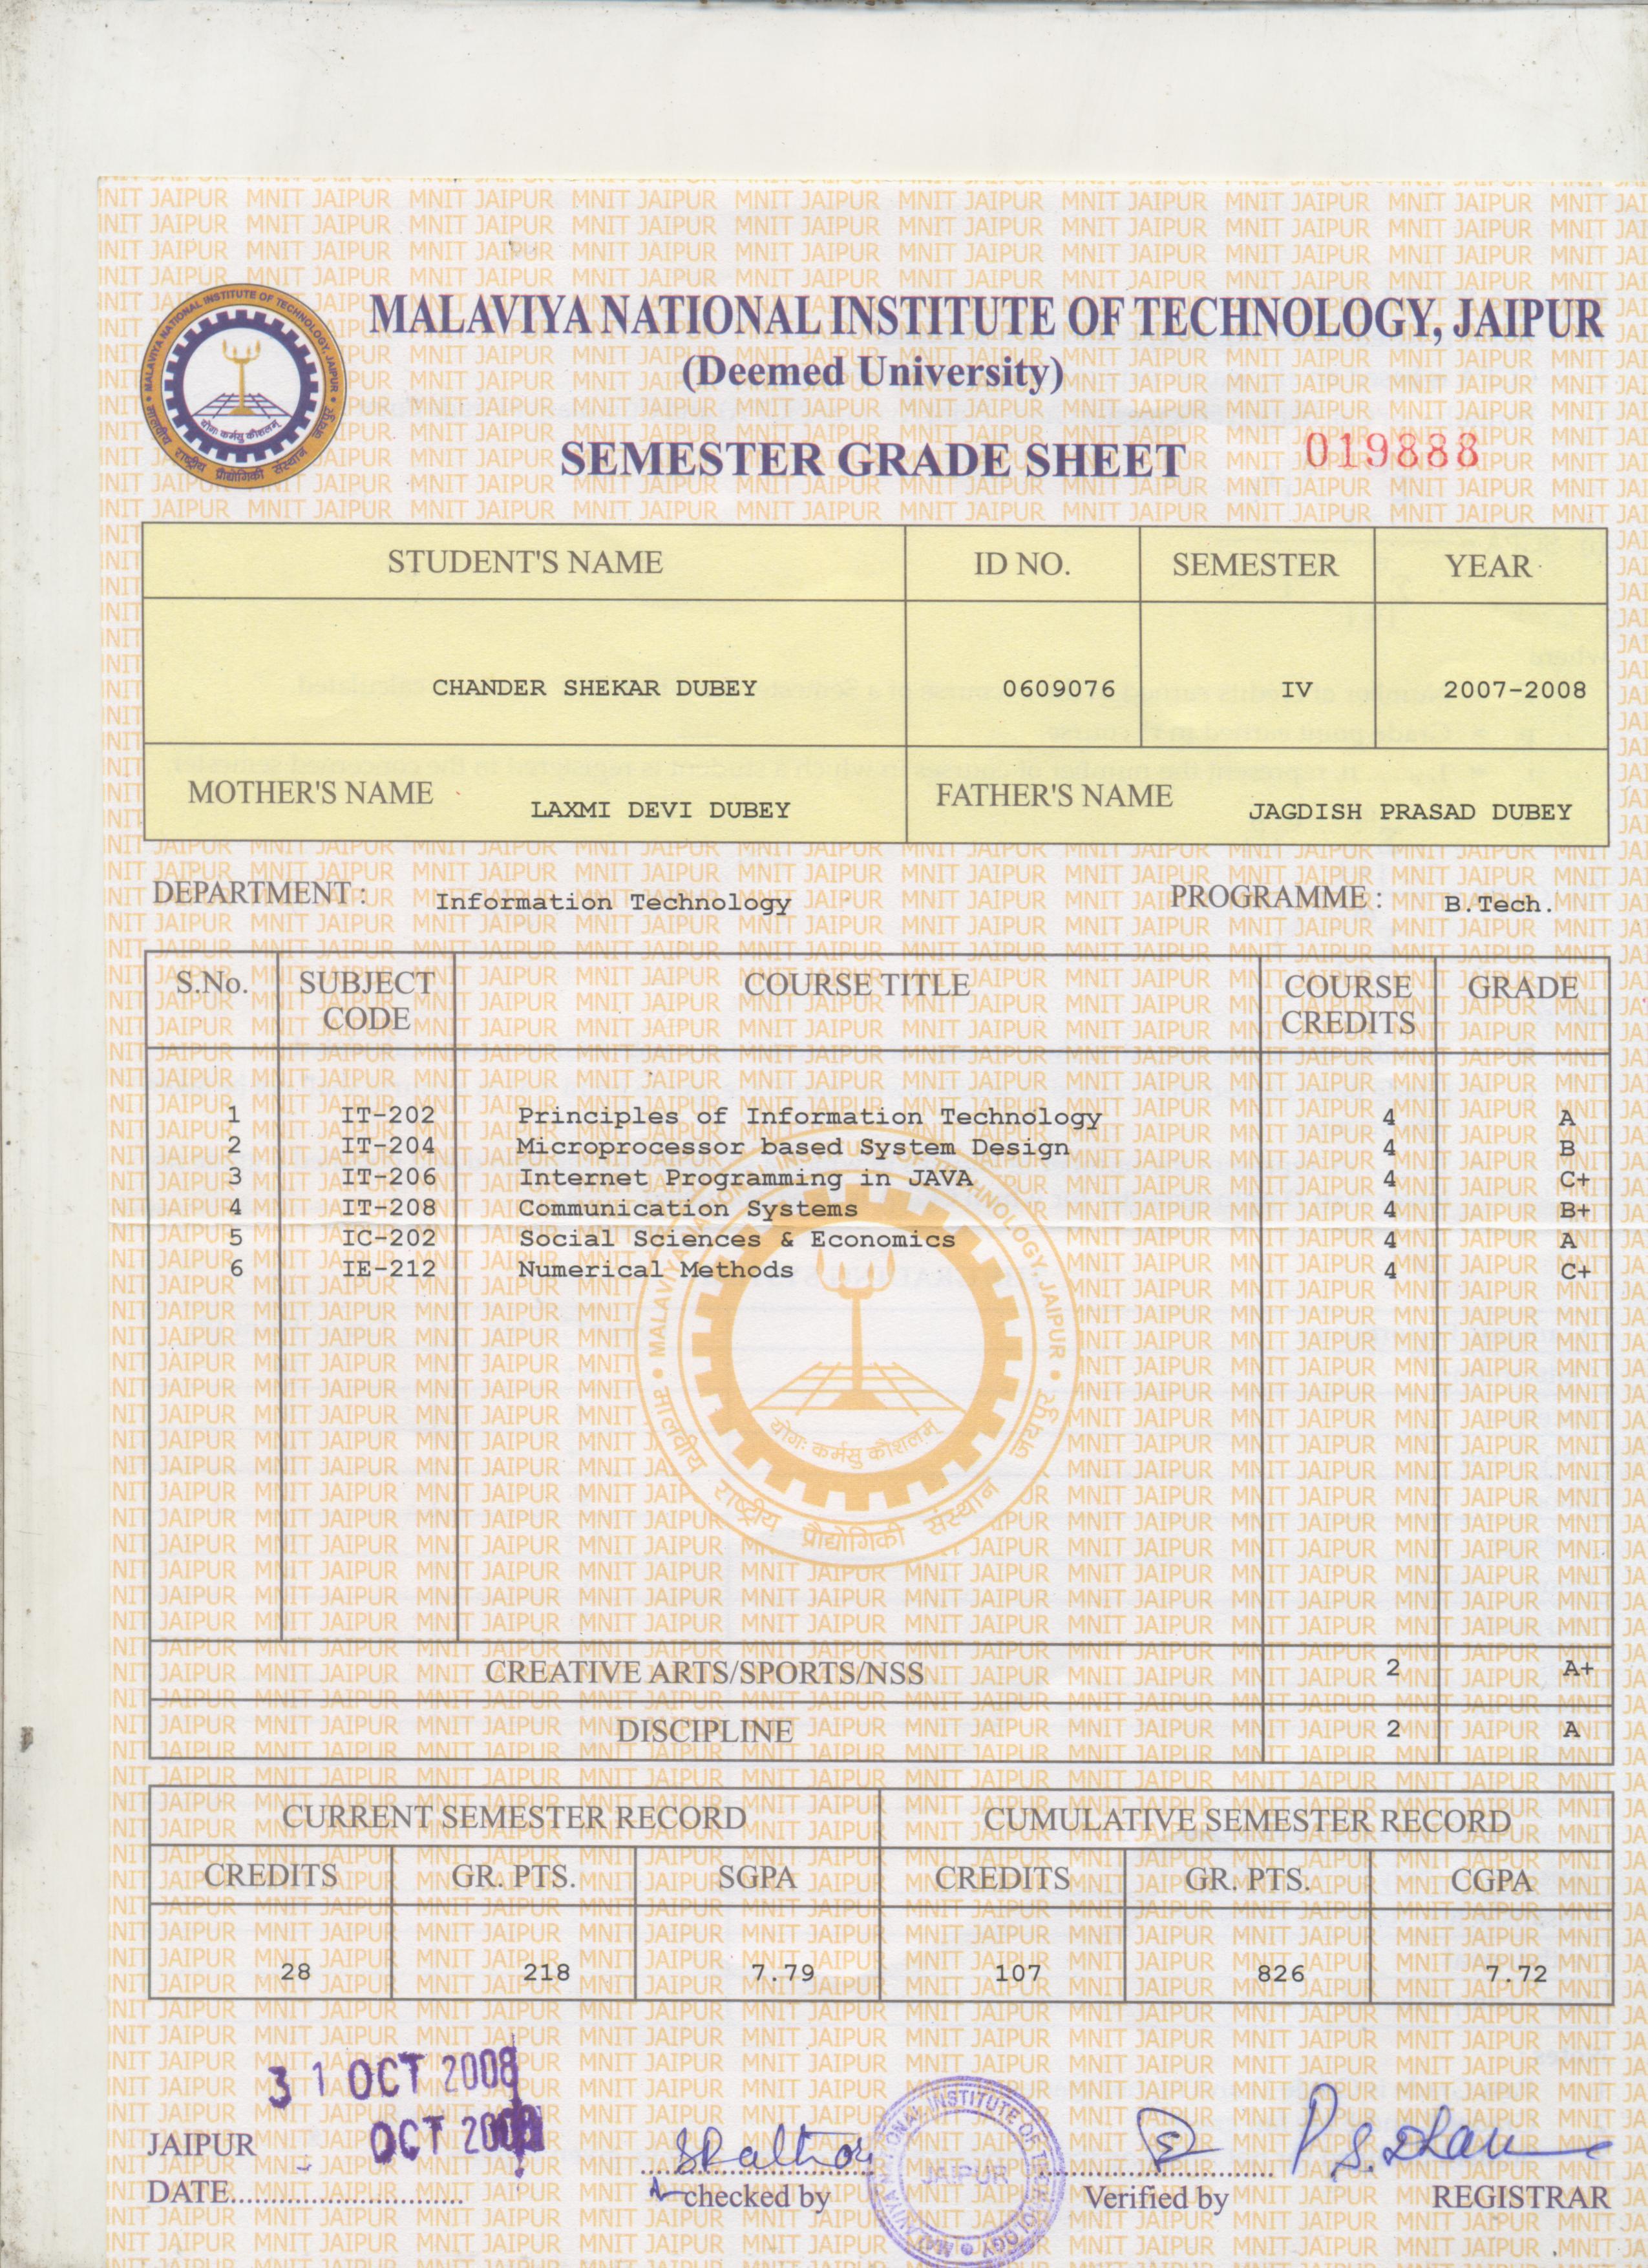 MALAVIYA NATIONAL INSTITUTE OF TECHNOLOGY, JAIPUR
(Deemed University)
SEMESTER GRADE SHEET 019888
MALAVIYA NATIONAL INSTITUTE OF TECHNOLOGY, JAIPUR
मालवीय राष्ट्रीय प्रौद्योगिकी संस्थान जयपुर
योगः कर्मसु कौशलम्
STUDENT'S NAME ID NO. SEMESTER YEAR
CHANDER SHEKAR DUBEY 0609076 IV 2007-2008
MOTHER'S NAME LAXMI DEVI DUBEY FATHER'S NAME JAGDISH PRASAD DUBEY
DEPARTMENT : Information Technology PROGRAMME : B.Tech.
S.No. SUBJECT CODE COURSE TITLE COURSE CREDITS GRADE
1 IT-202 Principles of Information Technology 4 A
2 IT-204 Microprocessor based System Design 4 B
3 IT-206 Internet Programming in JAVA 4 C+
4 IT-208 Communication Systems 4 B+
5 IC-202 Social Sciences & Economics 4 A
6 IE-212 Numerical Methods 4 C+
CREATIVE ARTS/SPORTS/NSS 2 A+
DISCIPLINE 2 A
CURRENT SEMESTER RECORD CUMULATIVE SEMESTER RECORD
CREDITS GR. PTS. SGPA CREDITS GR. PTS. CGPA
28 218 7.79 107 826 7.72
31 OCT 2008
OCT
JAIPUR
DATE
checked by
JAIPUR
Verified by
REGISTRAR